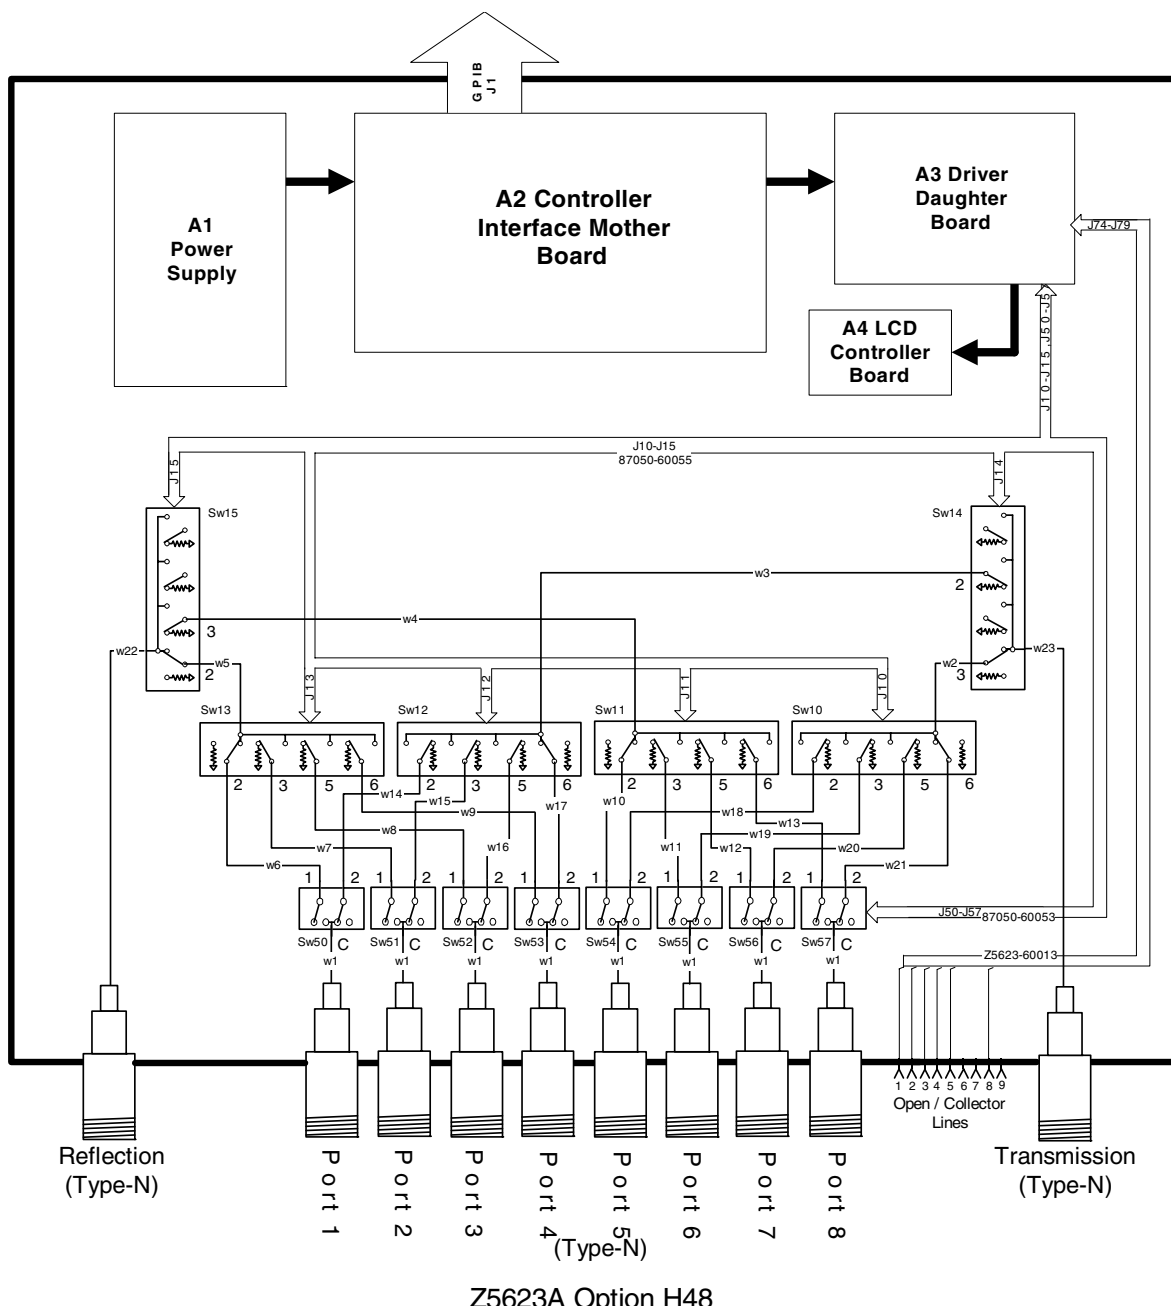 GPIB
J1
A1
Power
Supply
A2 Controller
Interface Mother
Board
A3 Driver
Daughter
Board
J74-J79
A4 LCD
Controller
Board
J10-J15,J50-J5
J10-J15
87050-60055
J15
J14
Sw15
Sw14
w3
2
w4
3
w22
w5
2
w2
3
w23
J13
J12
J11
J10
Sw13
Sw12
Sw11
Sw10
2 3 5 6
2 3 5 6
2 3 5 6
2 3 5 6
w14
w15
w9
w17
w10
w18
w13
w8
w19
w7
w16
w11
w12
w20
w6
w21
1 2
1 2
1 2
1 2
1 2
1 2
1 2
1 2
J50-J57
87050-60053
Sw50 C
Sw51 C
Sw52 C
Sw53 C
Sw54 C
Sw55 C
Sw56 C
Sw57 C
w1
w1
w1
w1
w1
w1
w1
w1
Z5623-60013
1 2 3 4 5 6 7 8 9
Open / Collector
Lines
Reflection
(Type-N)
Port 1
Port 2
Port 3
Port 4
Port 5
Port 6
Port 7
Port 8
(Type-N)
Transmission
(Type-N)
Z5623A Option H48